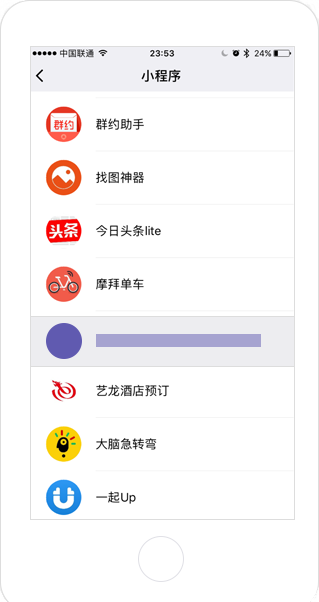 中国联通
23:53
24%
小程序
群约
群约助手
找图神器
头条
今日头条lite
摩拜单车
艺龙酒店预订
大脑急转弯
一起Up